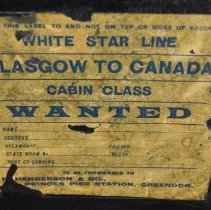 THIS LABEL TO END NOT ON TOP OR SIDES OF BAGGA
WHITE STAR LINE
LASGOW TO CANADA
CABIN CLASS
WANTED
NAME
ADDRESS
STEAMSHIP
STATE ROOM No
PORT OF LANDING
TO BE FORWARDED TO
HENDERSON & CO.,
PRINCES PIER STATION, GREENOCK.